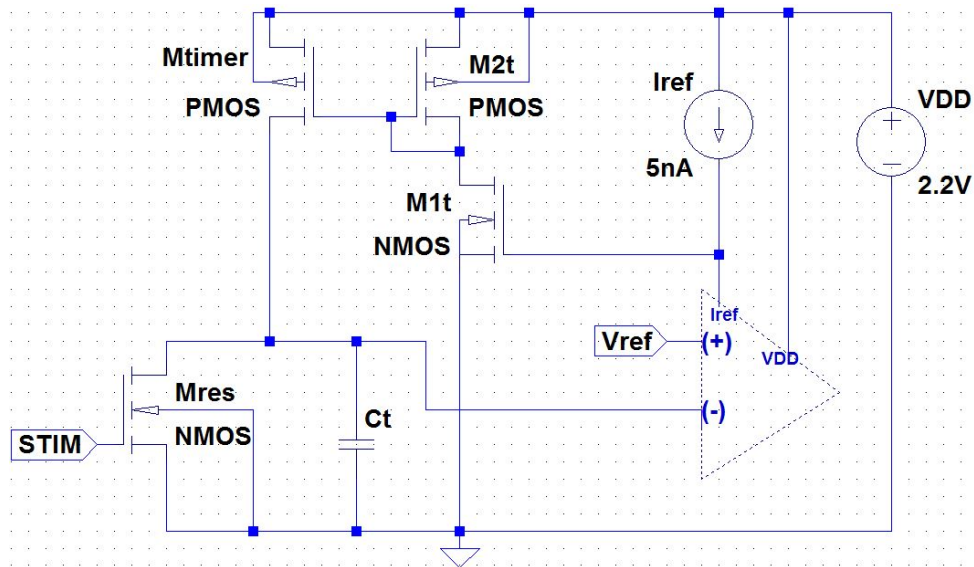 Mtimer
PMOS
M2t
PMOS
Iref
5nA
VDD
2.2V
M1t
NMOS
Iref
Vref
(+)
VDD
(-)
Mres
NMOS
STIM
Ct